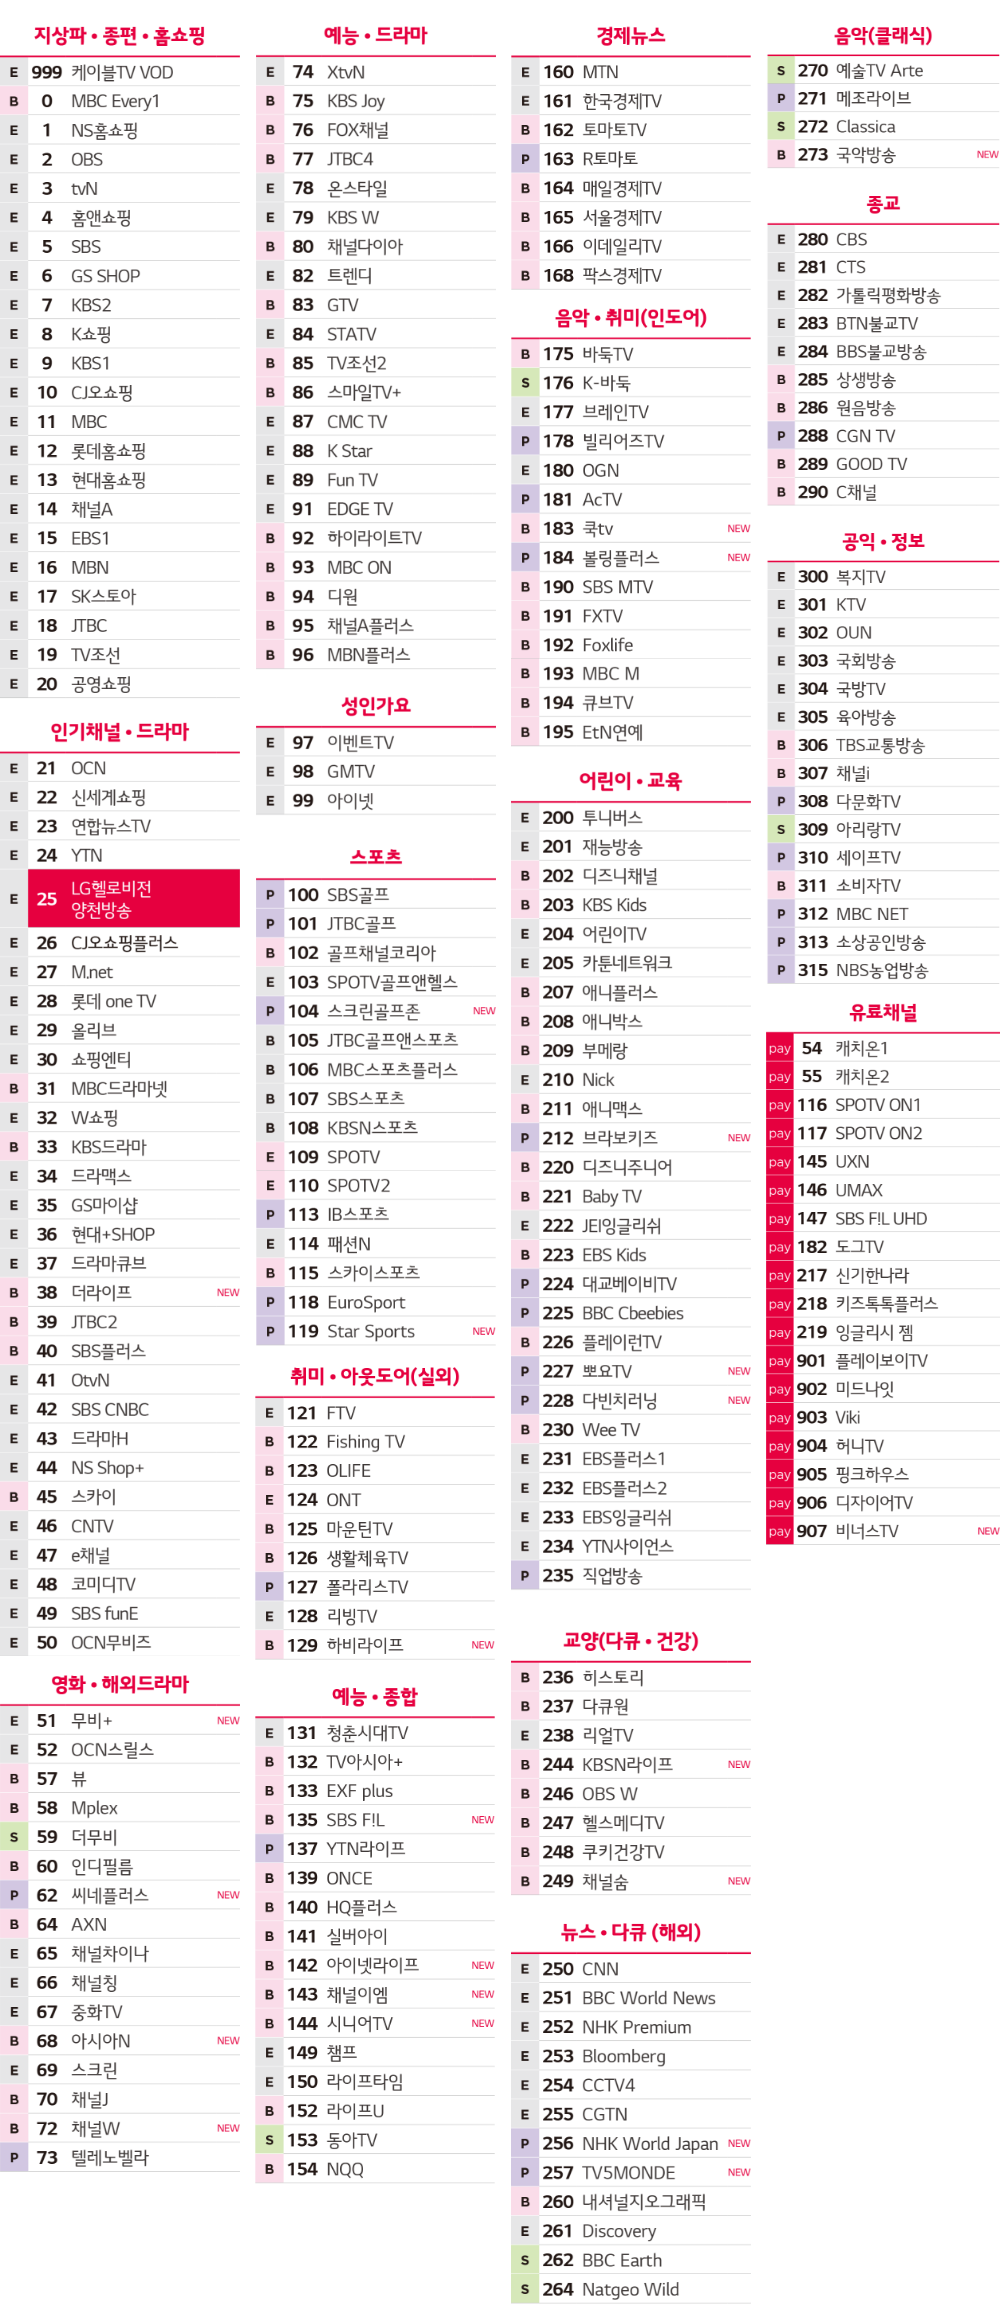 지상파 • 종편 • 홈쇼핑
E 999 케이블TV VOD
B 0 MBC Every1
E 1 NS홈쇼핑
E 2 OBS
E 3 tvN
E 4 홈앤쇼핑
E 5 SBS
E 6 GS SHOP
E 7 KBS2
E 8 K쇼핑
E 9 KBS1
E 10 CJ오쇼핑
E 11 MBC
E 12 롯데홈쇼핑
E 13 현대홈쇼핑
E 14 채널A
E 15 EBS1
E 16 MBN
E 17 SK스토아
E 18 JTBC
E 19 TV조선
E 20 공영쇼핑
인기채널 • 드라마
E 21 OCN
E 22 신세계쇼핑
E 23 연합뉴스TV
E 24 YTN
E 25 LG헬로비전
양천방송
E 26 CJ오쇼핑플러스
E 27 M.net
E 28 롯데 one TV
E 29 올리브
E 30 쇼핑엔티
B 31 MBC드라마넷
E 32 W쇼핑
B 33 KBS드라마
E 34 드라맥스
E 35 GS마이샵
E 36 현대+SHOP
E 37 드라마큐브
B 38 더라이프 NEW
B 39 JTBC2
B 40 SBS플러스
E 41 OtvN
E 42 SBS CNBC
E 43 드라마H
E 44 NS Shop+
B 45 스카이
E 46 CNTV
E 47 e채널
E 48 코미디TV
E 49 SBS funE
E 50 OCN무비즈
영화 • 해외드라마
E 51 무비+ NEW
E 52 OCN스릴스
B 57 뷰
B 58 Mplex
S 59 더무비
B 60 인디필름
P 62 씨네플러스 NEW
B 64 AXN
E 65 채널차이나
E 66 채널칭
E 67 중화TV
B 68 아시아N NEW
E 69 스크린
B 70 채널J
B 72 채널W NEW
P 73 텔레노벨라
예능 • 드라마
E 74 XtvN
B 75 KBS Joy
B 76 FOX채널
B 77 JTBC4
E 78 온스타일
E 79 KBS W
B 80 채널다이아
E 82 트렌디
B 83 GTV
E 84 STATV
B 85 TV조선2
B 86 스마일TV+
E 87 CMC TV
E 88 K Star
E 89 Fun TV
E 91 EDGE TV
B 92 하이라이트TV
B 93 MBC ON
B 94 디원
B 95 채널A플러스
B 96 MBN플러스
성인가요
E 97 이벤트TV
E 98 GMTV
E 99 아이넷
스포츠
P 100 SBS골프
P 101 JTBC골프
B 102 골프채널코리아
E 103 SPOTV골프앤헬스
P 104 스크린골프존 NEW
B 105 JTBC골프앤스포츠
B 106 MBC스포츠플러스
B 107 SBS스포츠
B 108 KBSN스포츠
E 109 SPOTV
E 110 SPOTV2
P 113 IB스포츠
E 114 패션N
B 115 스카이스포츠
P 118 EuroSport
P 119 Star Sports NEW
취미 • 아웃도어(실외)
E 121 FTV
B 122 Fishing TV
B 123 OLIFE
E 124 ONT
B 125 마운틴TV
B 126 생활체육TV
P 127 폴라리스TV
E 128 리빙TV
B 129 하비라이프 NEW
예능 • 종합
E 131 청춘시대TV
B 132 TV아시아+
B 133 EXF plus
B 135 SBS F!L NEW
P 137 YTN라이프
B 139 ONCE
B 140 HQ플러스
B 141 실버아이
B 142 아이넷라이프 NEW
B 143 채널이엠 NEW
B 144 시니어TV NEW
E 149 챔프
E 150 라이프타임
B 152 라이프U
S 153 동아TV
B 154 NQQ
경제뉴스
E 160 MTN
E 161 한국경제TV
B 162 토마토TV
P 163 R토마토
B 164 매일경제TV
B 165 서울경제TV
B 166 이데일리TV
B 168 팍스경제TV
음악 • 취미(인도어)
B 175 바둑TV
S 176 K-바둑
E 177 브레인TV
P 178 빌리어즈TV
E 180 OGN
P 181 AcTV
B 183 쿡tv NEW
P 184 볼링플러스 NEW
B 190 SBS MTV
B 191 FXTV
B 192 Foxlife
B 193 MBC M
B 194 큐브TV
B 195 EtN연예
어린이 • 교육
E 200 투니버스
E 201 재능방송
B 202 디즈니채널
B 203 KBS Kids
E 204 어린이TV
E 205 카툰네트워크
B 207 애니플러스
B 208 애니박스
B 209 부메랑
E 210 Nick
B 211 애니맥스
P 212 브라보키즈 NEW
B 220 디즈니주니어
B 221 Baby TV
E 222 JEI잉글리쉬
B 223 EBS Kids
P 224 대교베이비TV
P 225 BBC Cbeebies
B 226 플레이런TV
P 227 뽀요TV NEW
P 228 다빈치러닝 NEW
B 230 Wee TV
E 231 EBS플러스1
E 232 EBS플러스2
E 233 EBS잉글리쉬
E 234 YTN사이언스
P 235 직업방송
교양(다큐 • 건강)
B 236 히스토리
B 237 다큐원
E 238 리얼TV
B 244 KBSN라이프 NEW
B 246 OBS W
B 247 헬스메디TV
B 248 쿠키건강TV
B 249 채널숨 NEW
뉴스 • 다큐 (해외)
E 250 CNN
E 251 BBC World News
E 252 NHK Premium
E 253 Bloomberg
E 254 CCTV4
E 255 CGTN
P 256 NHK World Japan NEW
P 257 TV5MONDE NEW
B 260 내셔널지오그래픽
E 261 Discovery
S 262 BBC Earth
S 264 Natgeo Wild
음악(클래식)
S 270 예술TV Arte
P 271 메조라이브
S 272 Classica
B 273 국악방송 NEW
종교
E 280 CBS
E 281 CTS
E 282 가톨릭평화방송
E 283 BTN불교TV
E 284 BBS불교방송
B 285 상생방송
B 286 원음방송
P 288 CGN TV
B 289 GOOD TV
B 290 C채널
공익 • 정보
E 300 복지TV
E 301 KTV
E 302 OUN
E 303 국회방송
E 304 국방TV
E 305 육아방송
B 306 TBS교통방송
B 307 채널i
P 308 다문화TV
S 309 아리랑TV
P 310 세이프TV
B 311 소비자TV
P 312 MBC NET
P 313 소상공인방송
P 315 NBS농업방송
유료채널
pay 54 캐치온1
pay 55 캐치온2
pay 116 SPOTV ON1
pay 117 SPOTV ON2
pay 145 UXN
pay 146 UMAX
pay 147 SBS F!L UHD
pay 182 도그TV
pay 217 신기한나라
pay 218 키즈톡톡플러스
pay 219 잉글리시 젬
pay 901 플레이보이TV
pay 902 미드나잇
pay 903 Viki
pay 904 허니TV
pay 905 핑크하우스
pay 906 디자이어TV
pay 907 비너스TV NEW